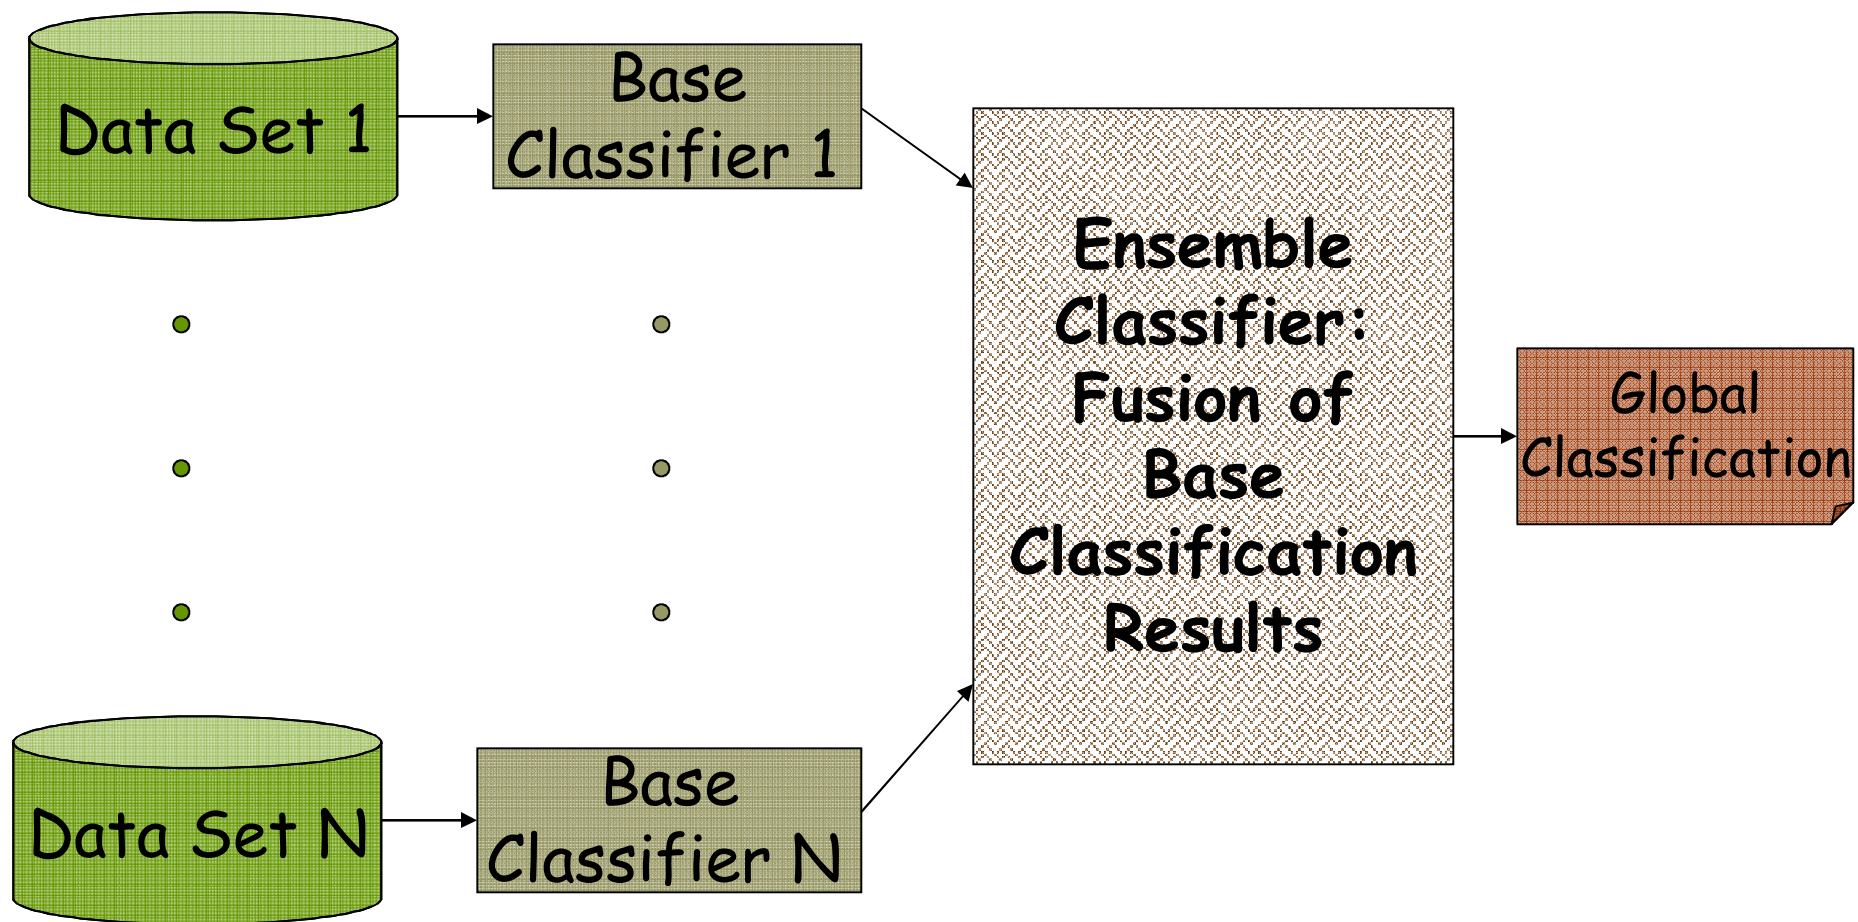 Data Set 1
Base
Classifier 1
Ensemble
Classifier:
Fusion of
Base
Classification
Results
Global
Classification
Data Set N
Base
Classifier N